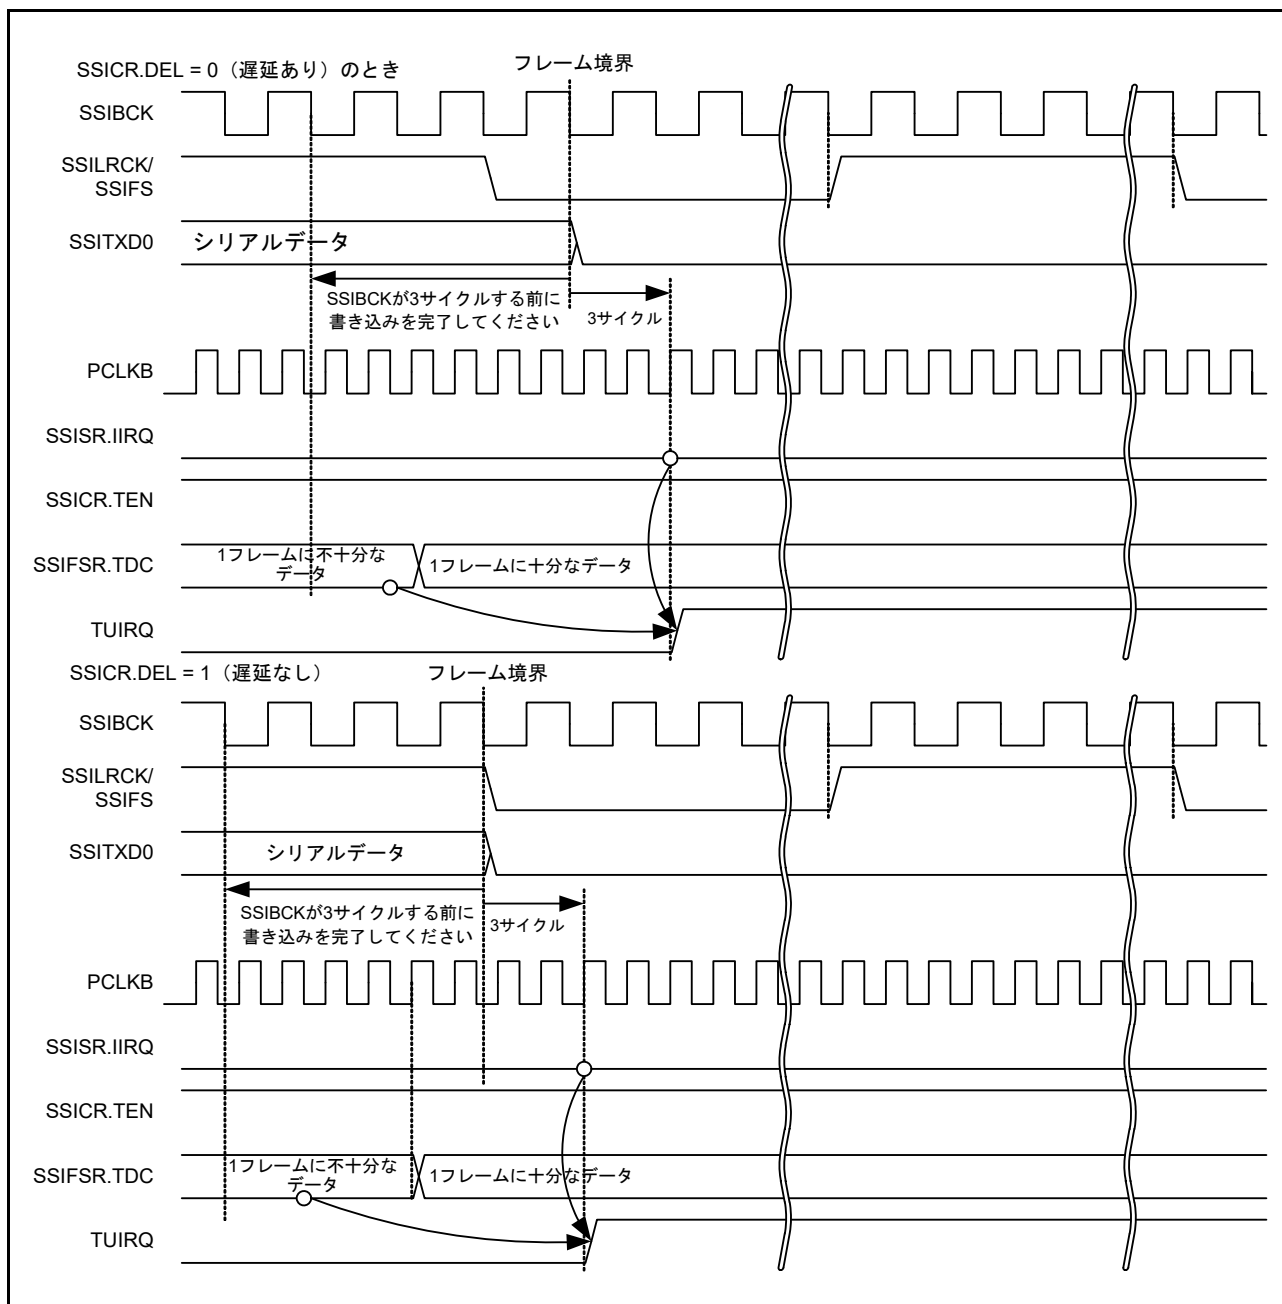 SSICR.DEL = 0（遅延あり）のとき
フレーム境界
SSIBCK
SSILRCK/
SSIFS
SSITXD0
シリアルデータ
SSIBCKが3サイクルする前に
書き込みを完了してください
3サイクル
PCLKB
SSISR.IIRQ
SSICR.TEN
SSIFSR.TDC
1フレームに不十分な
データ
1フレームに十分なデータ
TUIRQ
SSICR.DEL = 1（遅延なし）
フレーム境界
SSIBCK
SSILRCK/
SSIFS
SSITXD0
シリアルデータ
SSIBCKが3サイクルする前に
書き込みを完了してください
3サイクル
PCLKB
SSISR.IIRQ
SSICR.TEN
SSIFSR.TDC
1フレームに不十分な
データ
1フレームに十分なデータ
TUIRQ